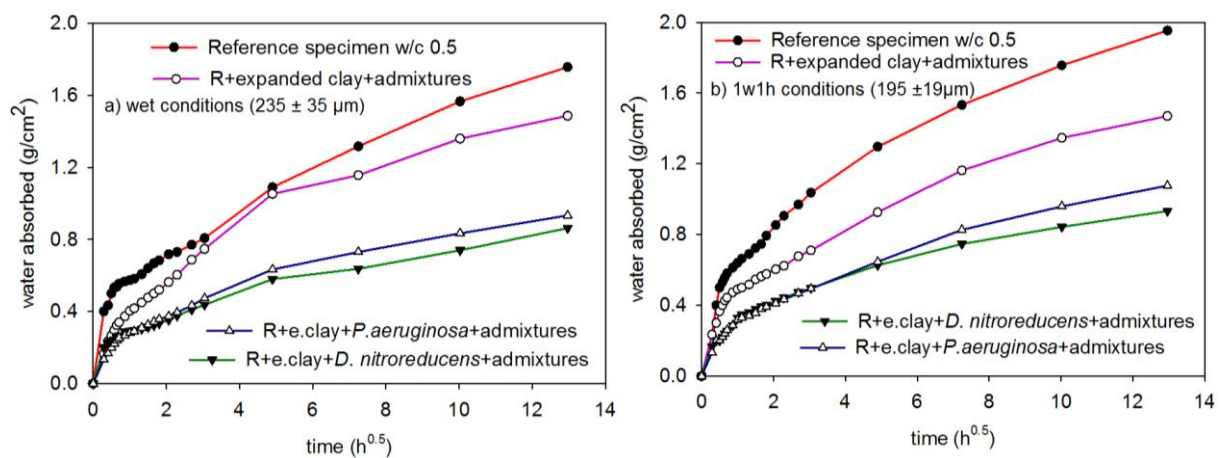 2.0
1.6
1.2
0.8
0.4
0.0
water absorbed (g/cm²)
Reference specimen w/c 0.5
R+expanded clay+admixtures
a) wet conditions (235 ± 35 µm)
R+e.clay+P.aeruginosa+admixtures
R+e.clay+D. nitroreducens+admixtures
0 2 4 6 8 10 12 14
time (h^0.5)
2.0
1.6
1.2
0.8
0.4
0.0
water absorbed (g/cm²)
Reference specimen w/c 0.5
R+expanded clay+admixtures
b) 1w1h conditions (195 ±19µm)
R+e.clay+D. nitroreducens+admixtures
R+e.clay+P.aeruginosa+admixtures
0 2 4 6 8 10 12 14
time (h^0.5)